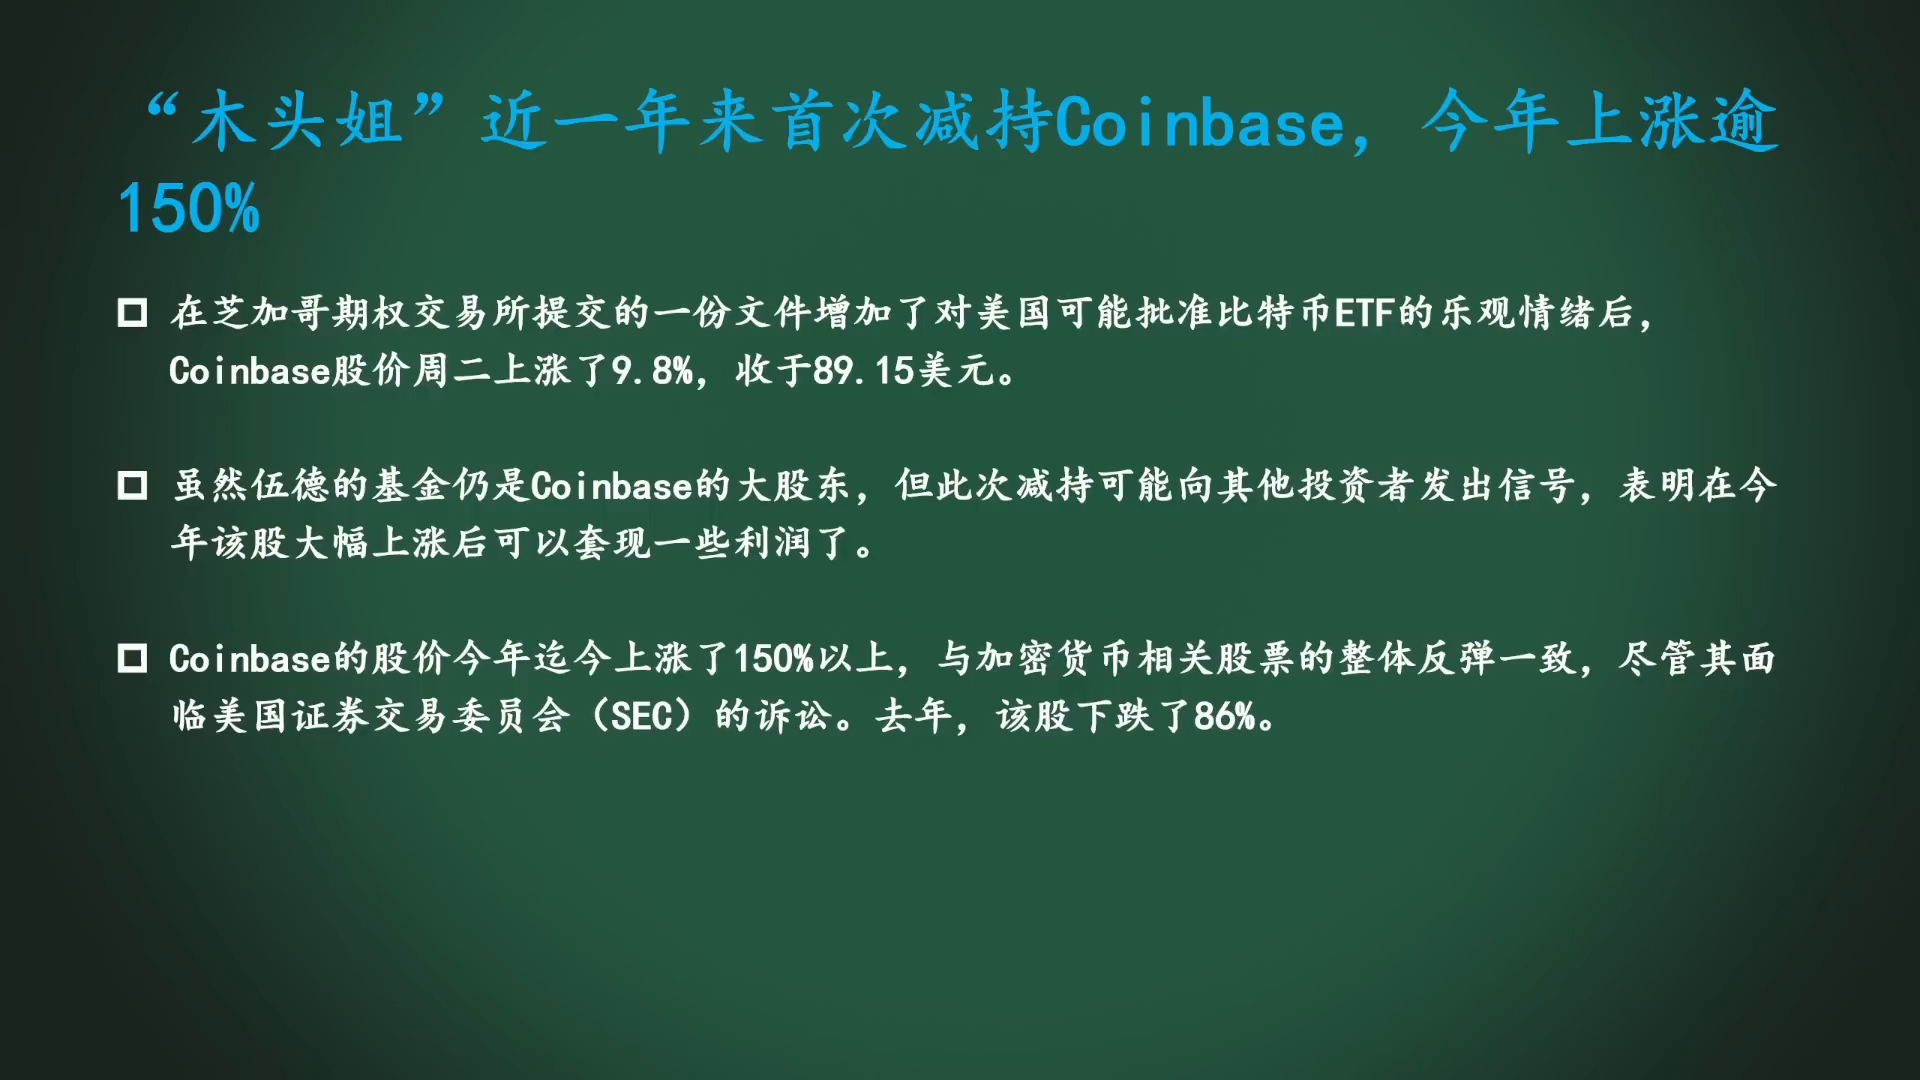 “木头姐”近一年来首次减持Coinbase，今年上涨逾
150%
在芝加哥期权交易所提交的一份文件增加了对美国可能批准比特币ETF的乐观情绪后，
Coinbase股价周二上涨了9.8%，收于89.15美元。
虽然伍德的基金仍是Coinbase的大股东，但此次减持可能向其他投资者发出信号，表明在今
年该股大幅上涨后可以套现一些利润了。
Coinbase的股价今年迄今上涨了150%以上，与加密货币相关股票的整体反弹一致，尽管其面
临美国证券交易委员会（SEC）的诉讼。去年，该股下跌了86%。